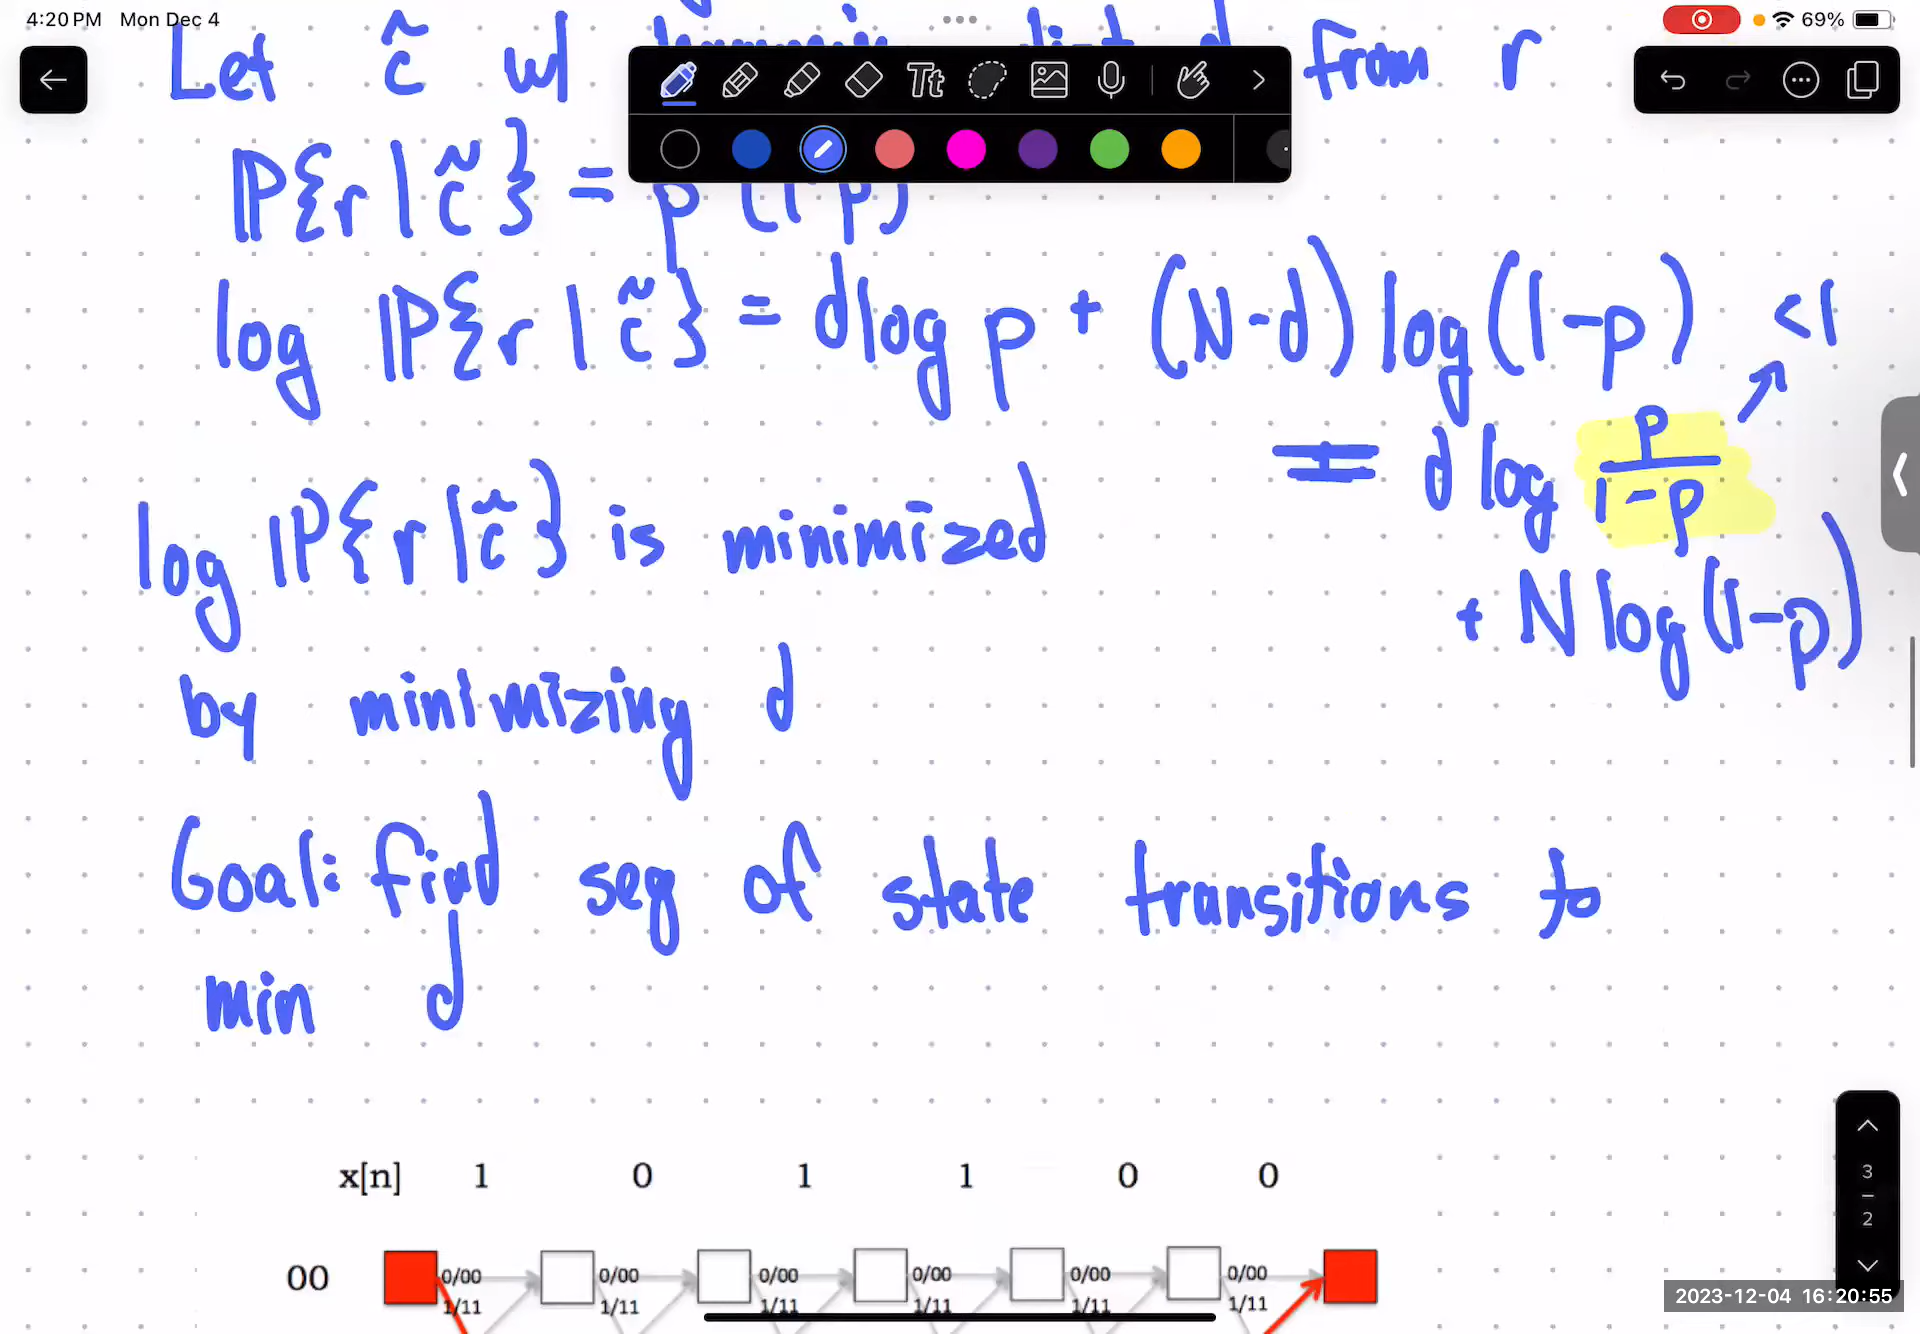 4:20 PM Mon Dec 4
69%
Let c̃ w/ from r
ℙ{r | c̃} = p (1-p)
log ℙ{r | c̃} = d log p + (N-d) log (1-p) <1
= d log p/(1-p)
+ N log (1-p)
log ℙ{r | c̃} is minimized
by minimizing d
Goal: find seq of state transitions to
min d
x[n] 1 0 1 1 0 0
00 0/00 0/00 0/00 0/00 0/00 0/00
1/11 1/11 1/11 1/11 1/11 1/11
Tt
3
2
2023-12-04 16:20:55